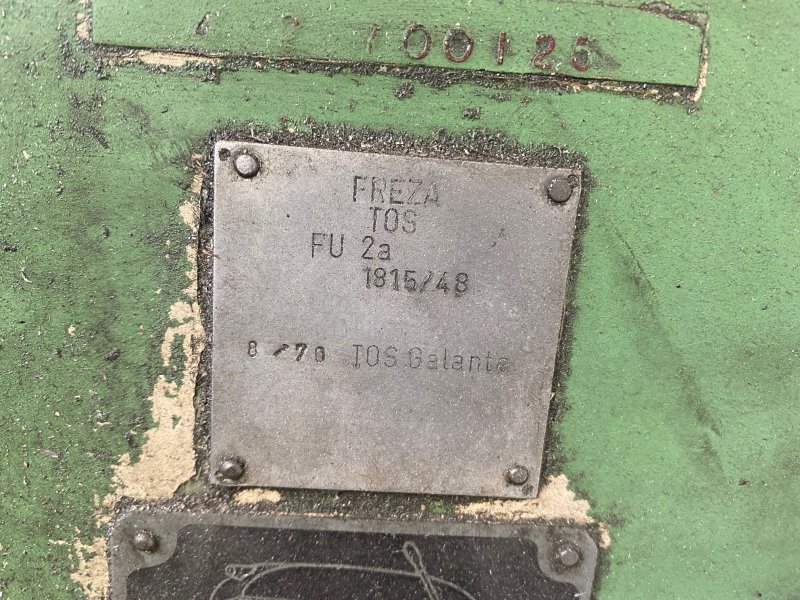 700125
FREZA
TOS
FU 2a
1815/48
8/70 TOS Galanta